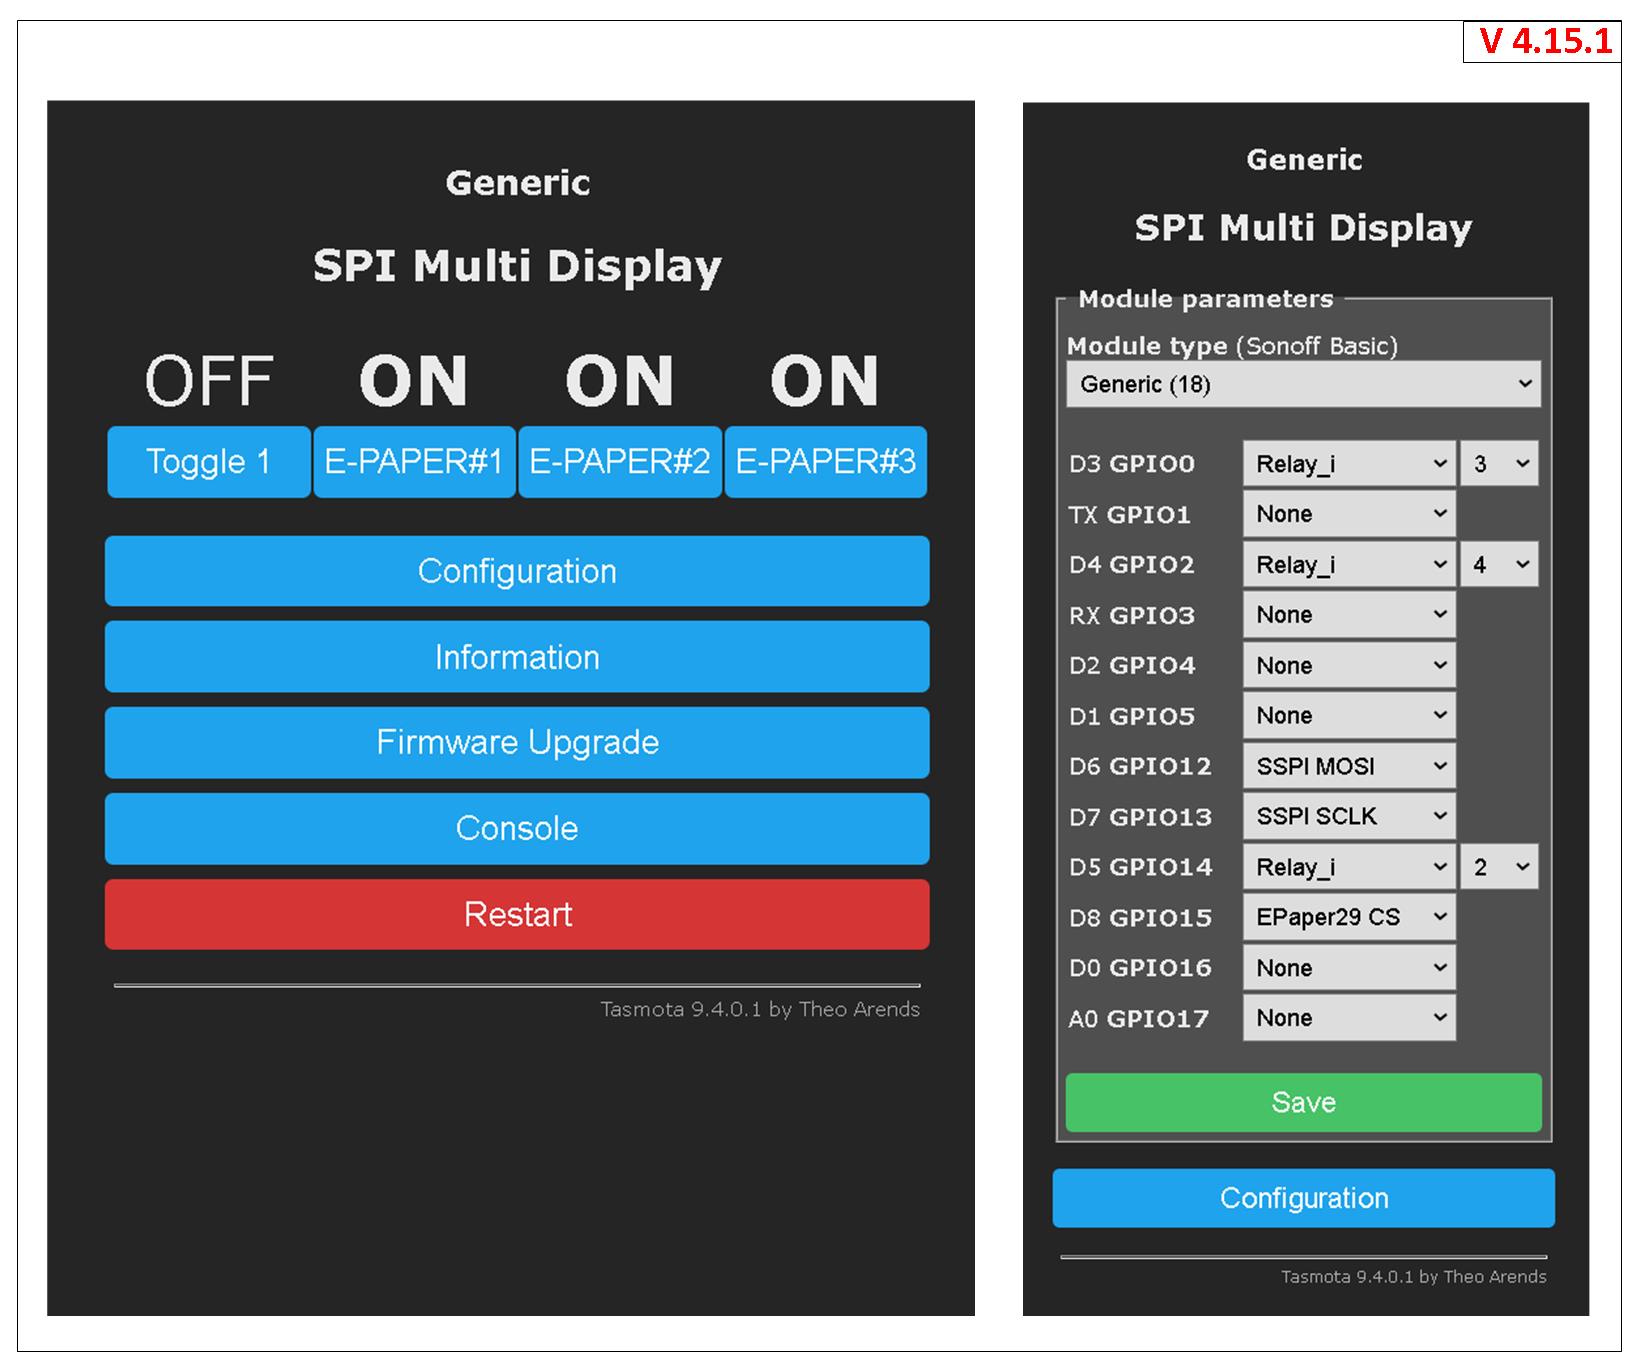 V 4.15.1
Generic
SPI Multi Display
OFF ON ON ON
Toggle 1 E-PAPER#1 E-PAPER#2 E-PAPER#3
Configuration
Information
Firmware Upgrade
Console
Restart
Tasmota 9.4.0.1 by Theo Arends
Generic
SPI Multi Display
Module parameters
Module type (Sonoff Basic)
Generic (18)
D3 GPIO0 Relay_i 3
TX GPIO1 None
D4 GPIO2 Relay_i 4
RX GPIO3 None
D2 GPIO4 None
D1 GPIO5 None
D6 GPIO12 SSPI MOSI
D7 GPIO13 SSPI SCLK
D5 GPIO14 Relay_i 2
D8 GPIO15 EPaper29 CS
D0 GPIO16 None
A0 GPIO17 None
Save
Configuration
Tasmota 9.4.0.1 by Theo Arends